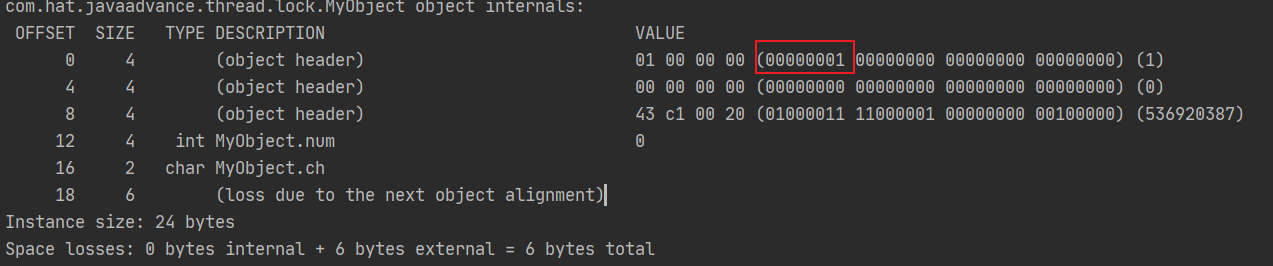 com.hat.javaadvance.thread.lock.MyObject object internals:
OFFSET  SIZE   TYPE DESCRIPTION                               VALUE
0     4        (object header)                           01 00 00 00 (00000001 00000000 00000000 00000000) (1)
4     4        (object header)                           00 00 00 00 (00000000 00000000 00000000 00000000) (0)
8     4        (object header)                           43 c1 00 20 (01000011 11000001 00000000 00100000) (536920387)
12     4    int MyObject.num                              0
16     2   char MyObject.ch
18     6        (loss due to the next object alignment)
Instance size: 24 bytes
Space losses: 0 bytes internal + 6 bytes external = 6 bytes total